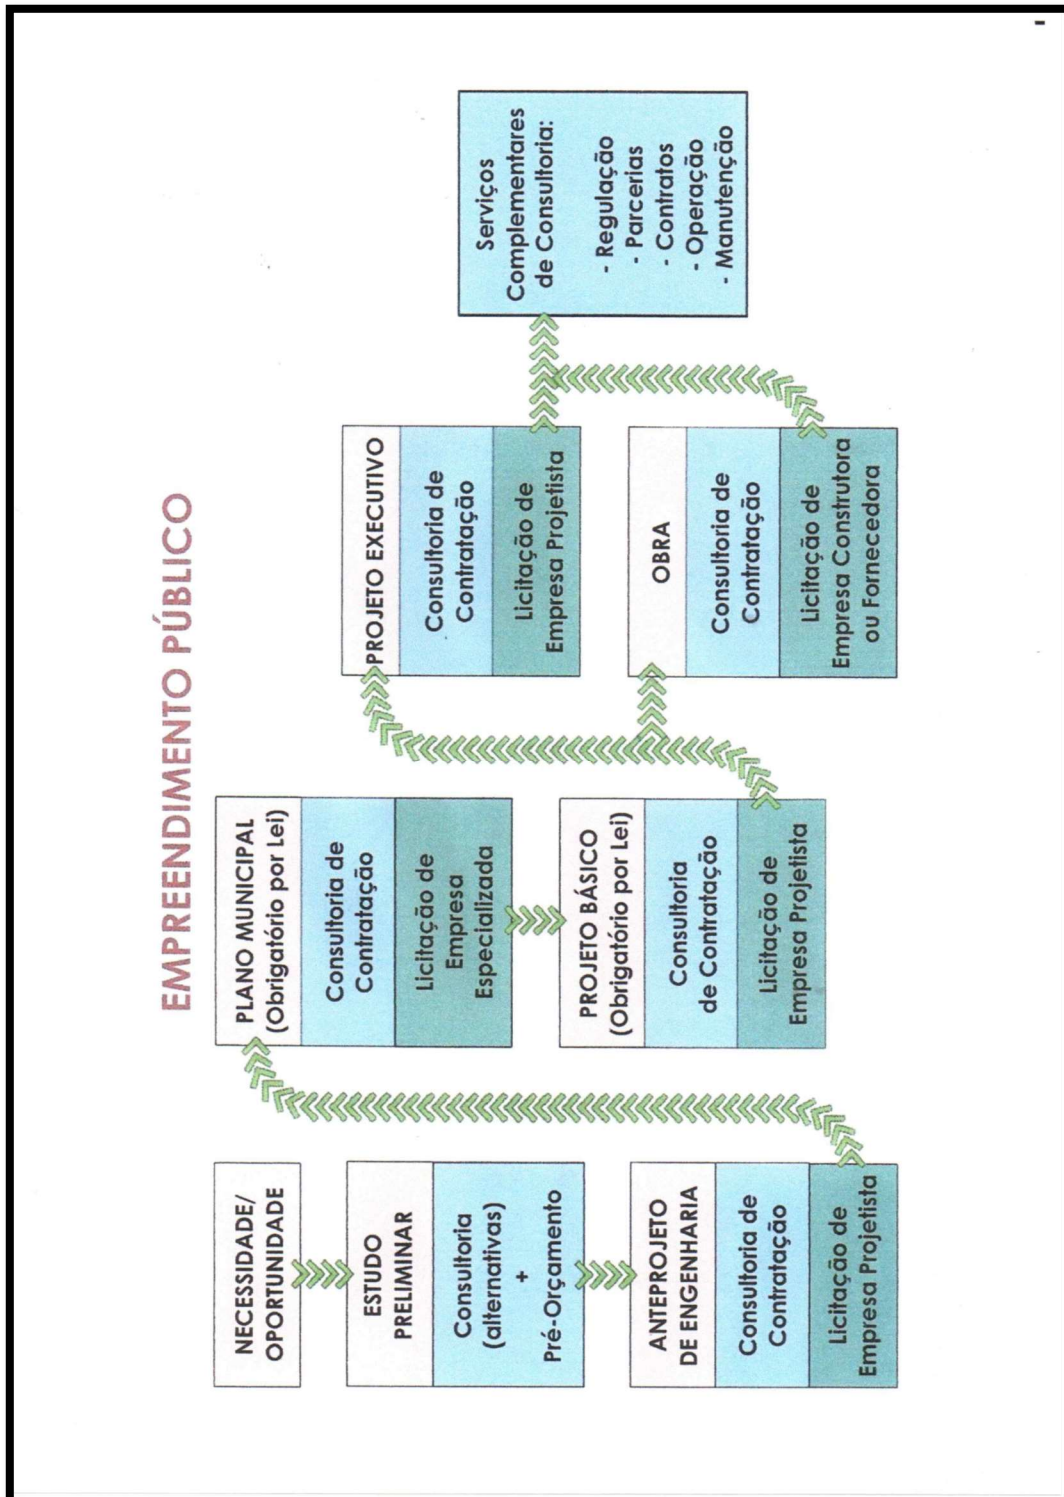 EMPREENDIMENTO PÚBLICO
NECESSIDADE/
OPORTUNIDADE
ESTUDO
PRELIMINAR
Consultoria
(alternativas)
+
Pré-Orçamento
ANTEPROJETO
DE ENGENHARIA
Consultoria de
Contratação
Licitação de
Empresa Projetista
PLANO MUNICIPAL
(Obrigatório por Lei)
Consultoria de
Contratação
Licitação de
Empresa
Especializada
PROJETO BÁSICO
(Obrigatório por Lei)
Consultoria
de Contratação
Licitação de
Empresa Projetista
PROJETO EXECUTIVO
Consultoria de
Contratação
Licitação de
Empresa Projetista
OBRA
Consultoria de
Contratação
Licitação de
Empresa Construtora
ou Fornecedora
Serviços
Complementares
de Consultoria:
- Regulação
- Parcerias
- Contratos
- Operação
- Manutenção